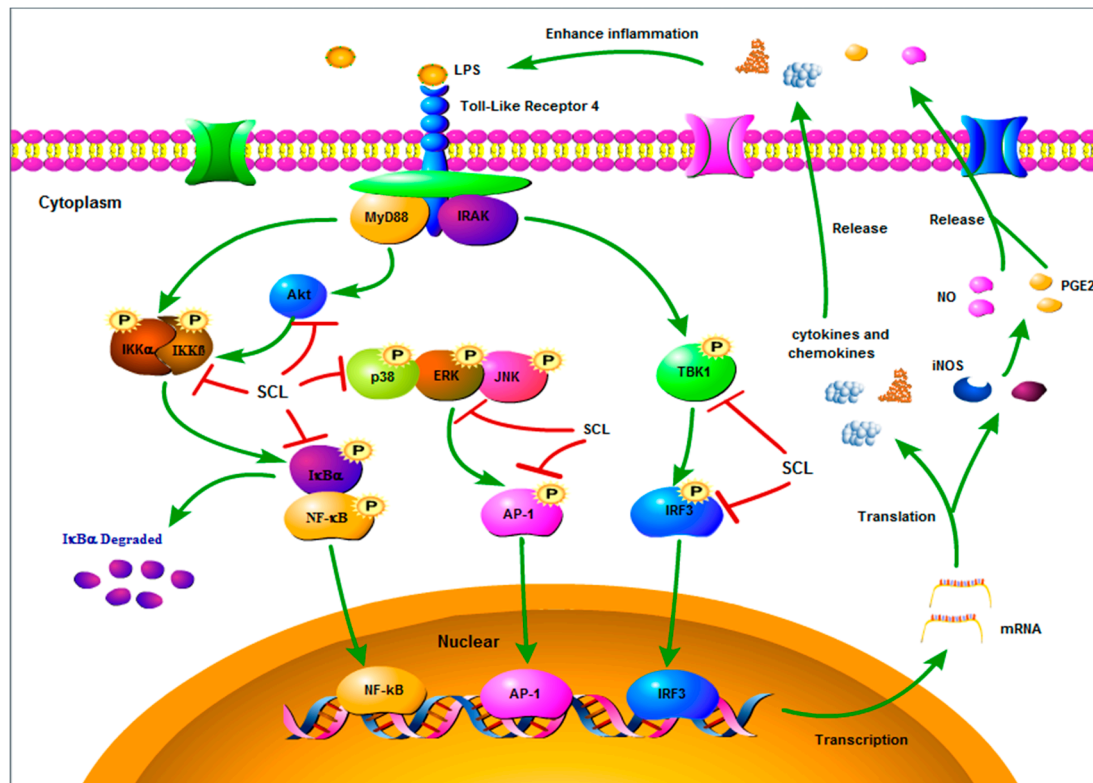 Enhance inflammation
LPS
Toll-Like Receptor 4
Cytoplasm
MyD88
IRAK
Release
Release
Akt
NO
PGE2
P
P
IKKα
IKKß
cytokines and
chemokines
P
P
P
p38
ERK
JNK
P
TBK1
iNOS
SCL
SCL
SCL
P
IκBα
P
NF-κB
P
AP-1
P
IRF3
Translation
IκBα Degraded
Nuclear
mRNA
NF-kB
AP-1
IRF3
Transcription